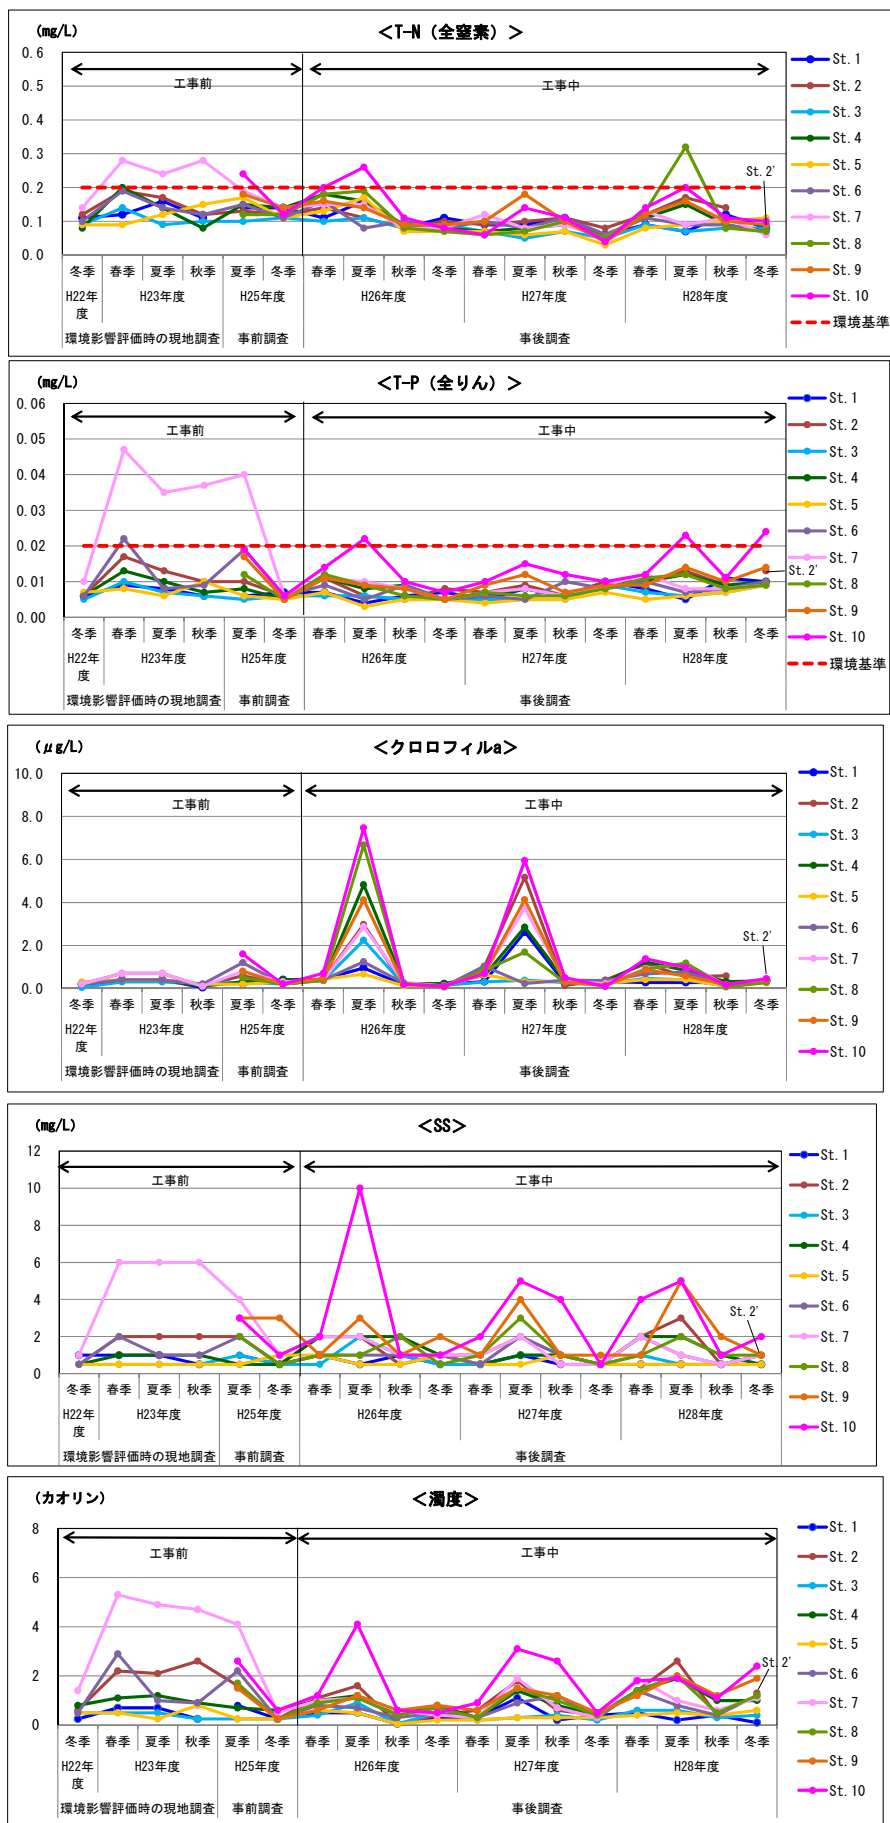 (mg/L)
＜T-N（全窒素）＞
0.6
0.5
0.4
0.3
0.2
0.1
0.0
工事前
工事中
St. 2'
冬季 春季 夏季 秋季 夏季 冬季 春季 夏季 秋季 冬季 春季 夏季 秋季 冬季 春季 夏季 秋季 冬季
H22年度 H23年度 H25年度 H26年度 H27年度 H28年度
環境影響評価時の現地調査 事前調査 事後調査
St. 1
St. 2
St. 3
St. 4
St. 5
St. 6
St. 7
St. 8
St. 9
St. 10
環境基準
(mg/L)
＜T-P（全りん）＞
0.06
0.05
0.04
0.03
0.02
0.01
0.00
工事前
工事中
St. 2'
冬季 春季 夏季 秋季 夏季 冬季 春季 夏季 秋季 冬季 春季 夏季 秋季 冬季 春季 夏季 秋季 冬季
H22年度 H23年度 H25年度 H26年度 H27年度 H28年度
環境影響評価時の現地調査 事前調査 事後調査
St. 1
St. 2
St. 3
St. 4
St. 5
St. 6
St. 7
St. 8
St. 9
St. 10
環境基準
(μg/L)
＜クロロフィルa＞
10.0
8.0
6.0
4.0
2.0
0.0
工事前
工事中
St. 2'
冬季 春季 夏季 秋季 夏季 冬季 春季 夏季 秋季 冬季 春季 夏季 秋季 冬季 春季 夏季 秋季 冬季
H22年度 H23年度 H25年度 H26年度 H27年度 H28年度
環境影響評価時の現地調査 事前調査 事後調査
St. 1
St. 2
St. 3
St. 4
St. 5
St. 6
St. 7
St. 8
St. 9
St. 10
(mg/L)
＜SS＞
12
10
8
6
4
2
0
工事前
工事中
St. 2'
冬季 春季 夏季 秋季 夏季 冬季 春季 夏季 秋季 冬季 春季 夏季 秋季 冬季 春季 夏季 秋季 冬季
H22年度 H23年度 H25年度 H26年度 H27年度 H28年度
環境影響評価時の現地調査 事前調査 事後調査
St. 1
St. 2
St. 3
St. 4
St. 5
St. 6
St. 7
St. 8
St. 9
St. 10
(カオリン)
＜濁度＞
8
6
4
2
0
工事前
工事中
St. 2'
冬季 春季 夏季 秋季 夏季 冬季 春季 夏季 秋季 冬季 春季 夏季 秋季 冬季 春季 夏季 秋季 冬季
H22年度 H23年度 H25年度 H26年度 H27年度 H28年度
環境影響評価時の現地調査 事前調査 事後調査
St. 1
St. 2
St. 3
St. 4
St. 5
St. 6
St. 7
St. 8
St. 9
St. 10